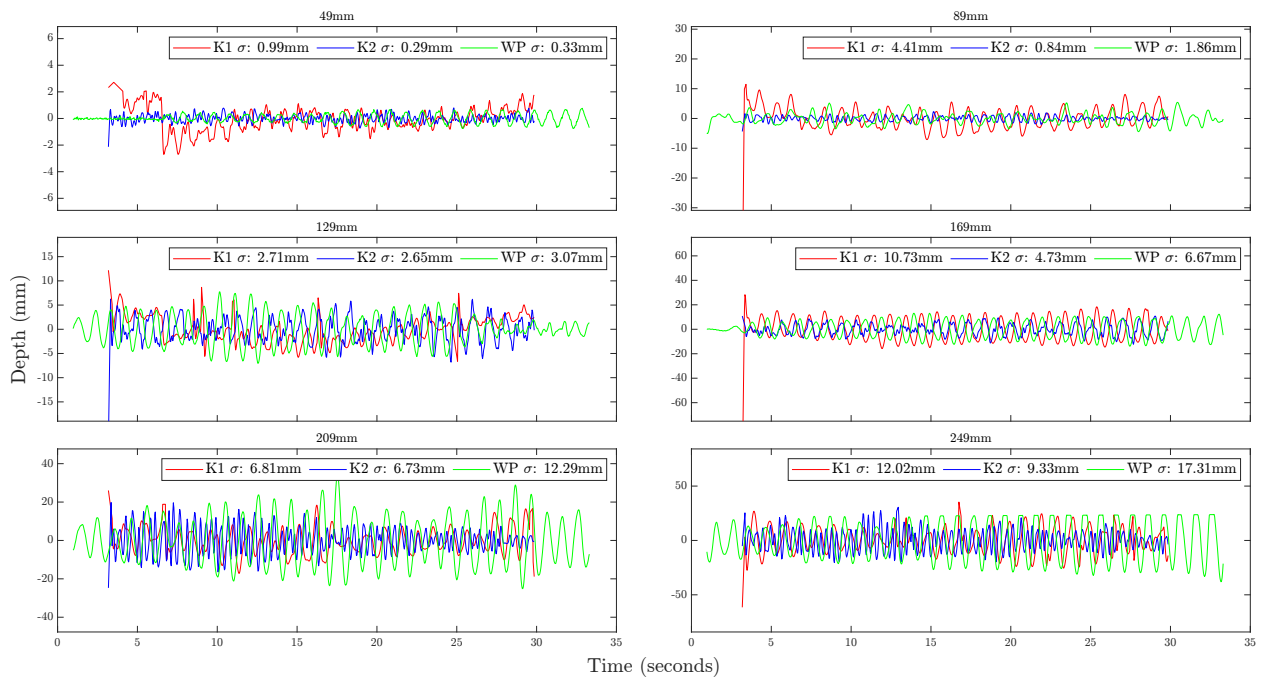 49mm
K1 σ: 0.99mm K2 σ: 0.29mm WP σ: 0.33mm
6
4
2
0
-2
-4
-6
89mm
K1 σ: 4.41mm K2 σ: 0.84mm WP σ: 1.86mm
30
20
10
0
-10
-20
-30
129mm
K1 σ: 2.71mm K2 σ: 2.65mm WP σ: 3.07mm
15
10
5
0
-5
-10
-15
169mm
K1 σ: 10.73mm K2 σ: 4.73mm WP σ: 6.67mm
60
40
20
0
-20
-40
-60
Depth (mm)
209mm
K1 σ: 6.81mm K2 σ: 6.73mm WP σ: 12.29mm
40
20
0
-20
-40
0 5 10 15 20 25 30 35
249mm
K1 σ: 12.02mm K2 σ: 9.33mm WP σ: 17.31mm
50
0
-50
0 5 10 15 20 25 30 35
Time (seconds)